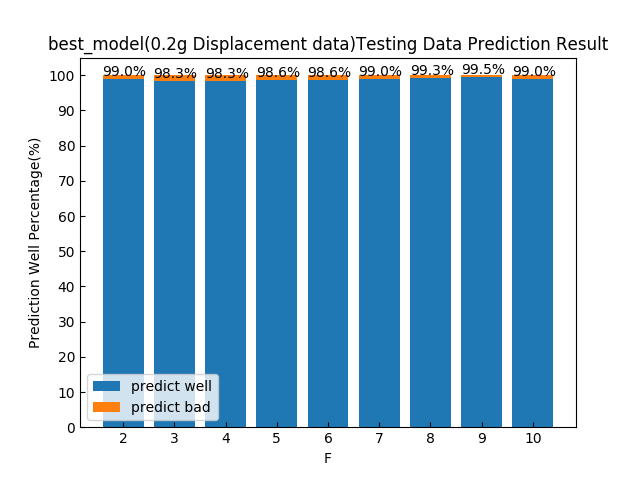 best_model(0.2g Displacement data)Testing Data Prediction Result
Prediction Well Percentage(%)
100
90
80
70
60
50
40
30
20
10
0
99.0% 98.3% 98.3% 98.6% 98.6% 99.0% 99.3% 99.5% 99.0%
predict well
predict bad
2 3 4 5 6 7 8 9 10
F